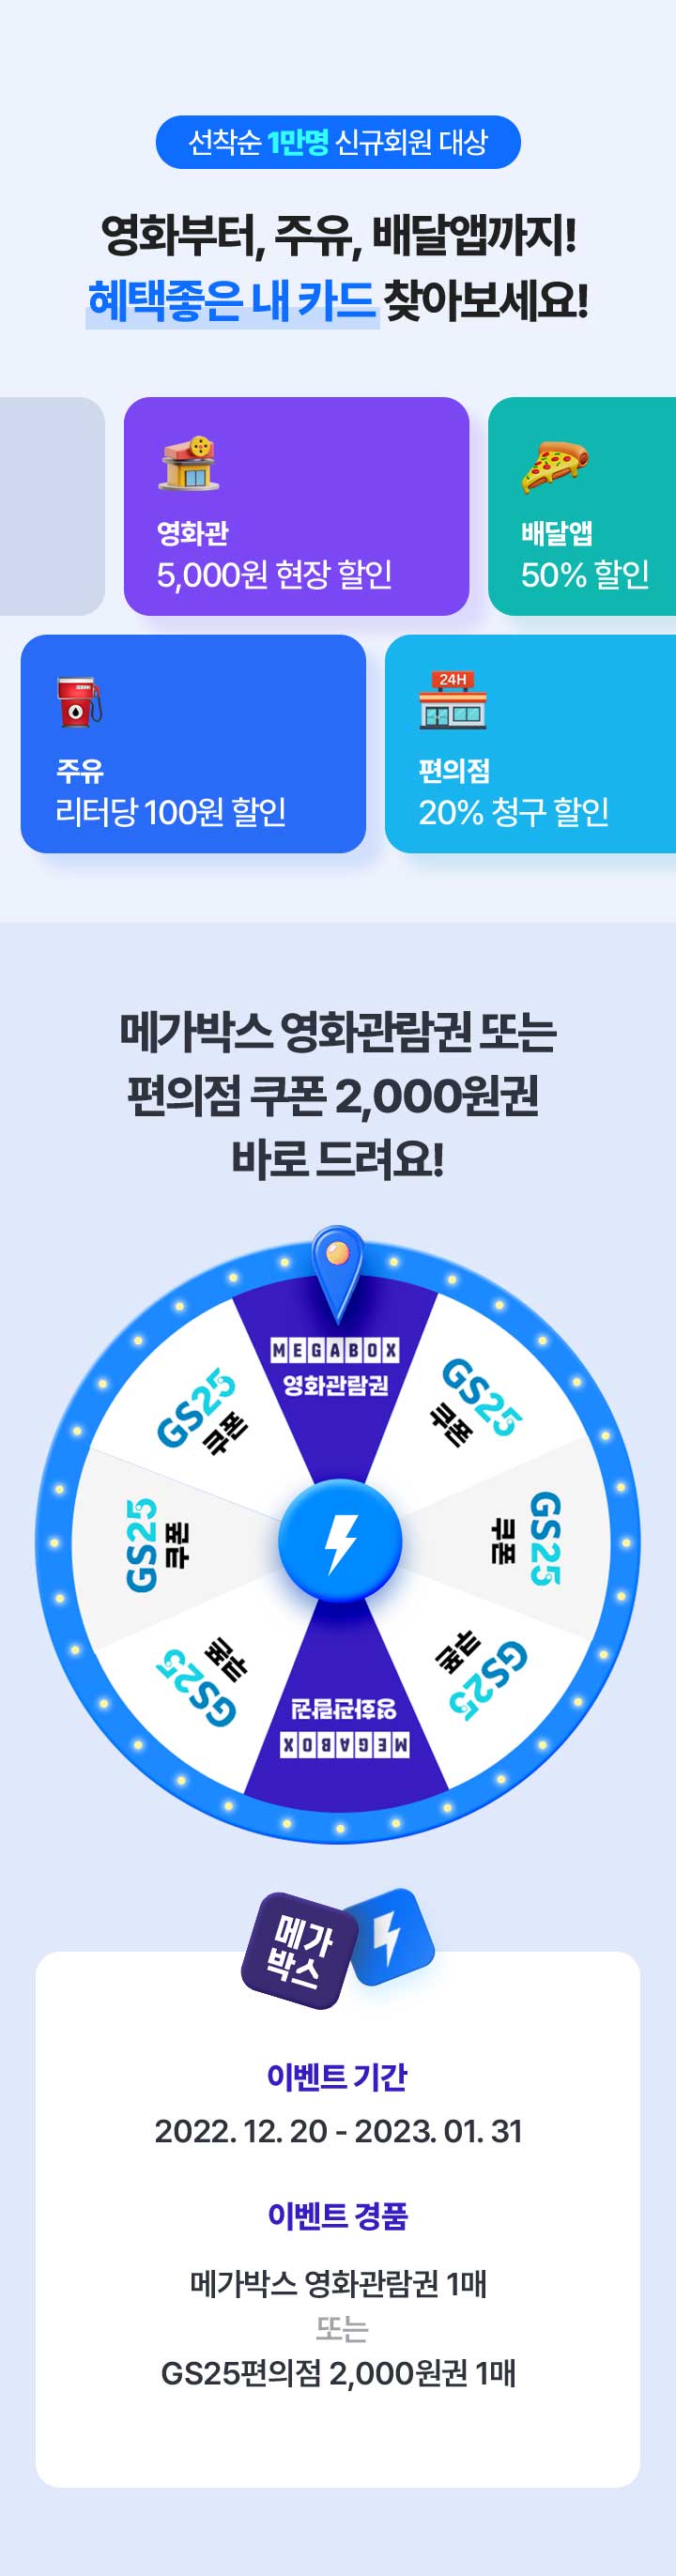 선착순 1만명 신규회원 대상
영화부터, 주유, 배달앱까지!
혜택좋은 내 카드 찾아보세요!
영화관
5,000원 현장 할인
배달앱
50% 할인
주유
리터당 100원 할인
24H
편의점
20% 청구 할인
메가박스 영화관람권 또는
편의점 쿠폰 2,000원권
바로 드려요!
MEGABOX
영화관람권
GS25
쿠폰
GS25
쿠폰
GS25
쿠폰
GS25
쿠폰
GS25
쿠폰
GS25
쿠폰
영화관람권
MEGABOX
메가
박스
이벤트 기간
2022. 12. 20 - 2023. 01. 31
이벤트 경품
메가박스 영화관람권 1매
또는
GS25편의점 2,000원권 1매